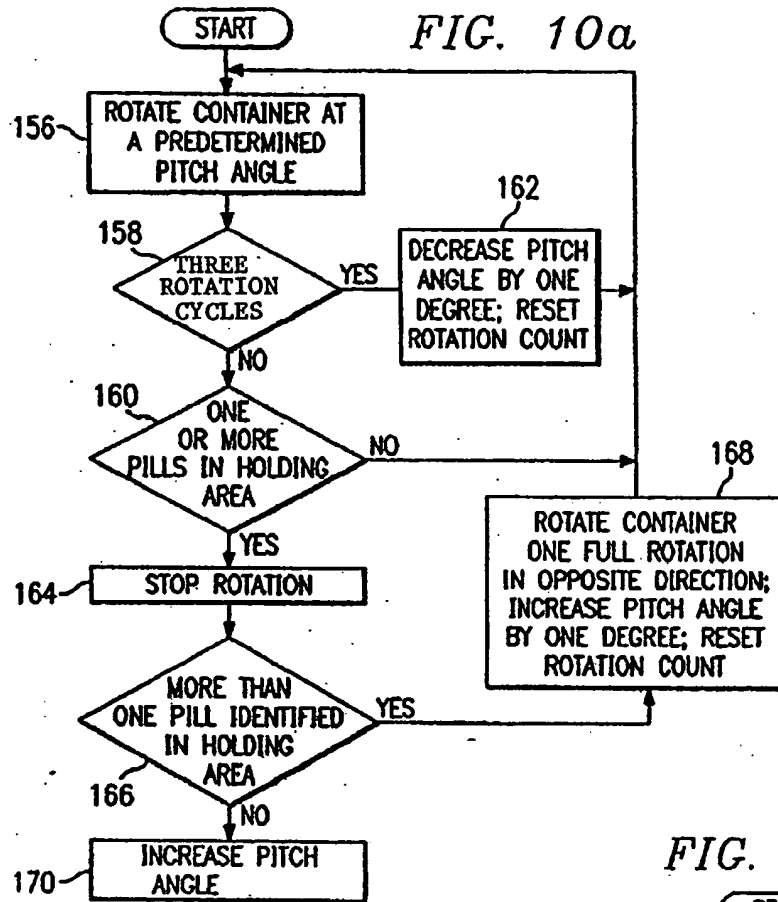 START
FIG. 10a
156
ROTATE CONTAINER AT
A PREDETERMINED
PITCH ANGLE
158
THREE
ROTATION
CYCLES
YES
162
DECREASE PITCH
ANGLE BY ONE
DEGREE; RESET
ROTATION COUNT
NO
160
ONE
OR MORE
PILLS IN HOLDING
AREA
NO
168
ROTATE CONTAINER
ONE FULL ROTATION
IN OPPOSITE DIRECTION;
INCREASE PITCH ANGLE
BY ONE DEGREE; RESET
ROTATION COUNT
YES
164
STOP ROTATION
MORE THAN
ONE PILL IDENTIFIED
IN HOLDING
AREA
YES
166
NO
170
INCREASE PITCH
ANGLE
FIG.